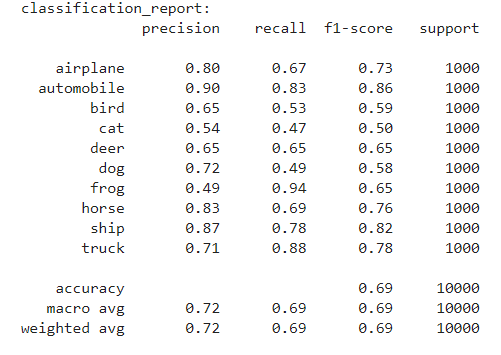 classification_report:
precision recall f1-score support
airplane 0.80 0.67 0.73 1000
automobile 0.90 0.83 0.86 1000
bird 0.65 0.53 0.59 1000
cat 0.54 0.47 0.50 1000
deer 0.65 0.65 0.65 1000
dog 0.72 0.49 0.58 1000
frog 0.49 0.94 0.65 1000
horse 0.83 0.69 0.76 1000
ship 0.87 0.78 0.82 1000
truck 0.71 0.88 0.78 1000
accuracy 0.69 10000
macro avg 0.72 0.69 0.69 10000
weighted avg 0.72 0.69 0.69 10000